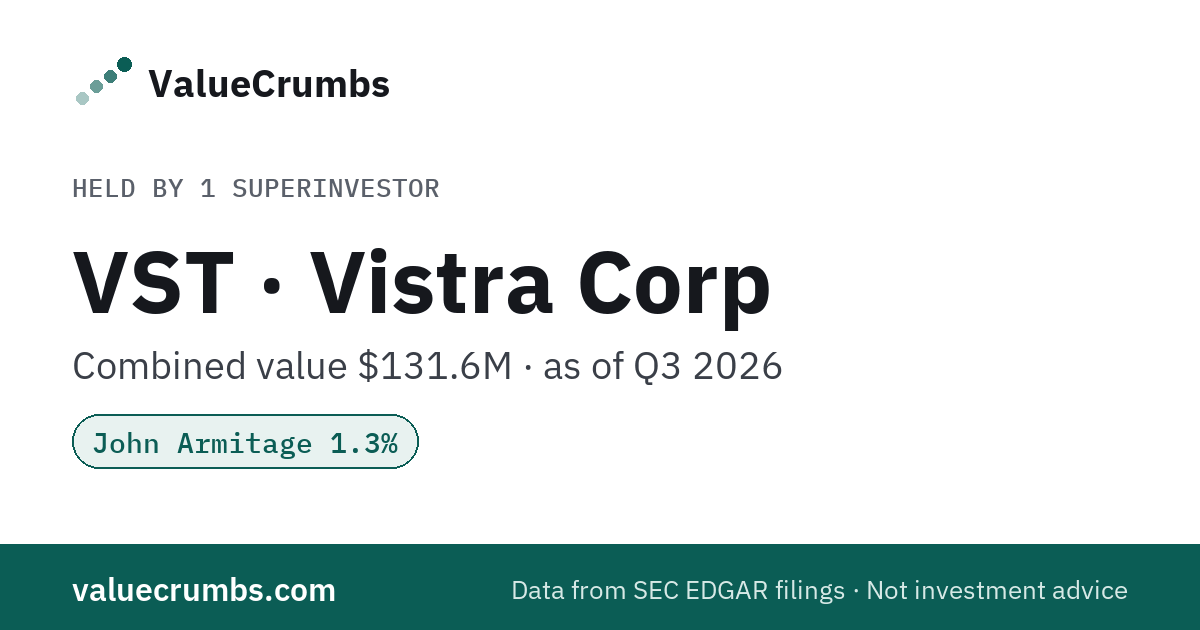 ValueCrumbs
HELD BY 1 SUPERINVESTOR
VST · Vistra Corp
Combined value $131.6M · as of Q3 2026
John Armitage 1.3%
valuecrumbs.com
Data from SEC EDGAR filings · Not investment advice